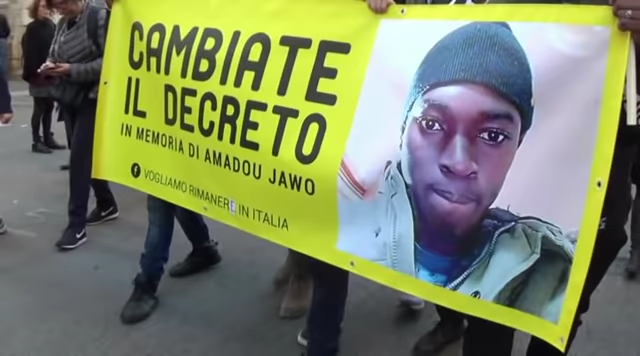 CAMBIATE
IL DECRETO
IN MEMORIA DI AMADOU JAWO
f VOGLIAMO RIMANERE IN ITALIA